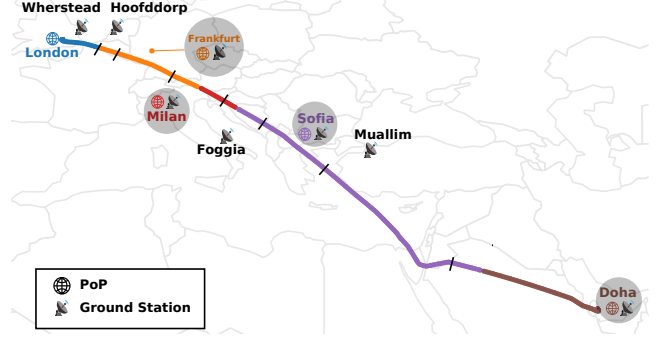 Wherstead Hoofddorp
London
Frankfurt
Milan
Sofia
Foggia
Muallim
Doha
PoP
Ground Station